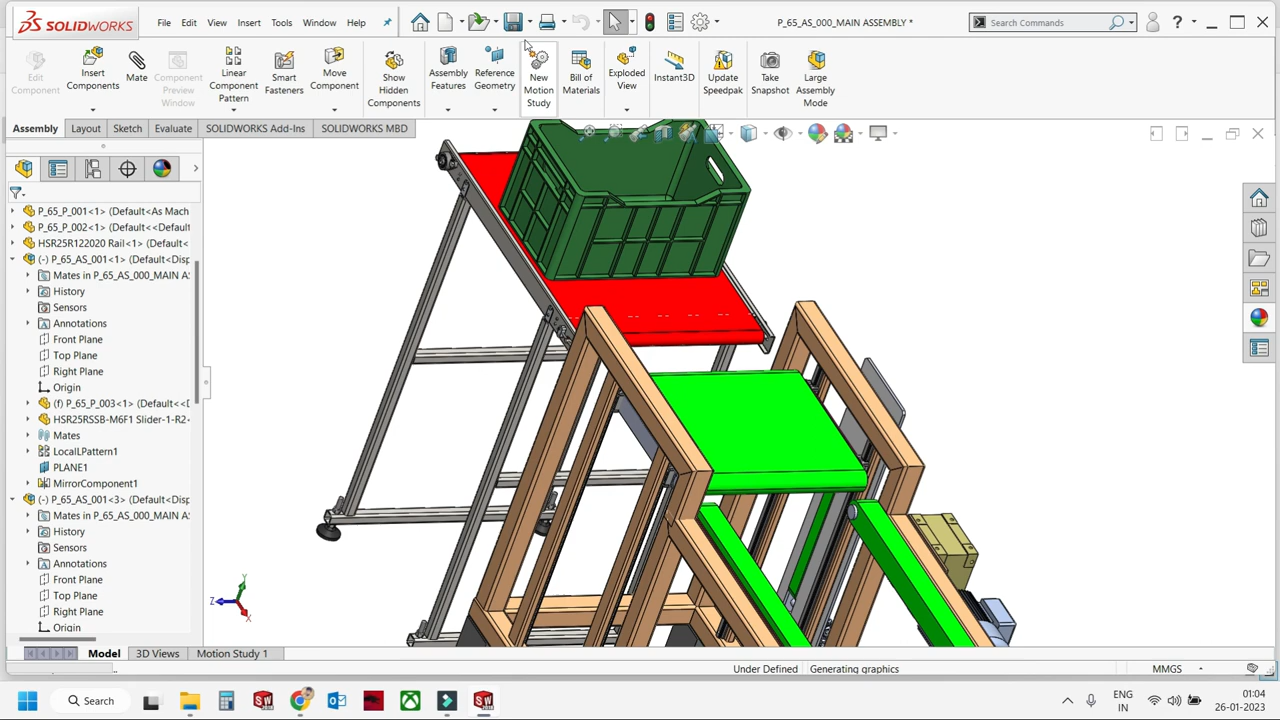 SOLIDWORKS
File
Edit
View
Insert
Tools
Window
Help
P_65_AS_000_MAIN ASSEMBLY *
Search Commands
?
Edit
Component
Insert
Components
Mate
Component
Preview
Window
Linear
Component
Pattern
Smart
Fasteners
Move
Component
Show
Hidden
Components
Assembly
Features
Reference
Geometry
New
Motion
Study
Bill of
Materials
Exploded
View
Instant3D
Update
Speedpak
Take
Snapshot
Large
Assembly
Mode
Assembly
Layout
Sketch
Evaluate
SOLIDWORKS Add-Ins
SOLIDWORKS MBD
P_65_P_001<1> (Default<As Mach
P_65_P_002<1> (Default<<Default
HSR25R122020 Rail<1> (Default<
(-) P_65_AS_001<1> (Default<Disp
Mates in P_65_AS_000_MAIN A
History
Sensors
Annotations
Front Plane
Top Plane
Right Plane
Origin
(f) P_65_P_003<1> (Default<<D
HSR25RSSB-M6F1 Slider-1-R2
Mates
LocalLPattern1
PLANE1
MirrorComponent1
(-) P_65_AS_001<3> (Default<Disp
Mates in P_65_AS_000_MAIN A
History
Sensors
Annotations
Front Plane
Top Plane
Right Plane
Origin
Y
Z
X
Model
3D Views
Motion Study 1
Under Defined
Generating graphics
MMGS
Search
ENG
IN
01:04
26-01-2023